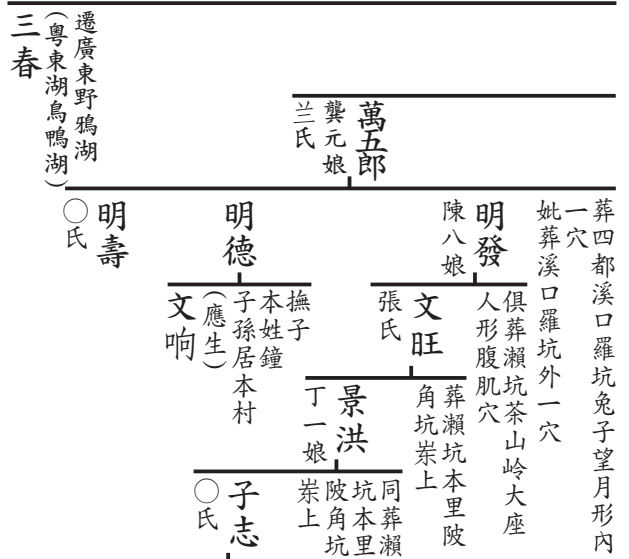 葬四都溪口羅坑兔子望月形內
一穴
妣葬溪口羅坑外一穴
萬五郎
龔元娘
兰氏
三春
遷廣東野鴉湖
(粵東湖鳥鴨湖)
明發
陳八娘
俱葬瀨坑茶山岭大座
人形腹肌穴
明德
明壽
〇氏
文旺
張氏
葬瀨坑本里陂
角坑岽上
撫子
本姓鐘
子孫居本村
(應生)
文响
景洪
丁一娘
同葬瀨
坑本里
陂角坑
岽上
子志
〇氏